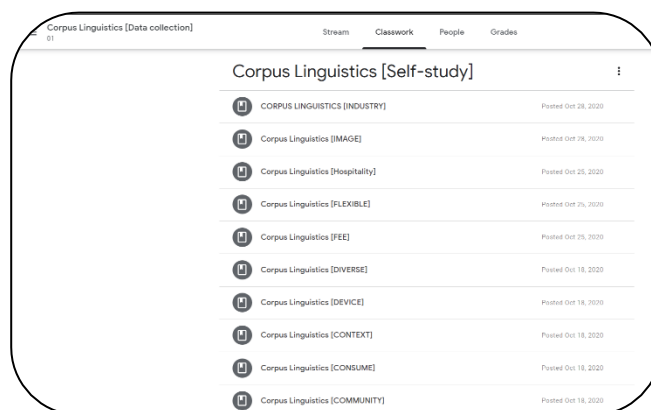 Corpus Linguistics [Data collection]
01
Stream Classwork People Grades
Corpus Linguistics [Self-study]
CORPUS LINGUISTICS [INDUSTRY] Posted Oct 28, 2020
Corpus Linguistics [IMAGE] Posted Oct 28, 2020
Corpus Linguistics [Hospitality] Posted Oct 25, 2020
Corpus Linguistics [FLEXIBLE] Posted Oct 25, 2020
Corpus Linguistics [FEE] Posted Oct 25, 2020
Corpus Linguistics [DIVERSE] Posted Oct 18, 2020
Corpus Linguistics [DEVICE] Posted Oct 18, 2020
Corpus Linguistics [CONTEXT] Posted Oct 18, 2020
Corpus Linguistics [CONSUME] Posted Oct 18, 2020
Corpus Linguistics [COMMUNITY] Posted Oct 18, 2020